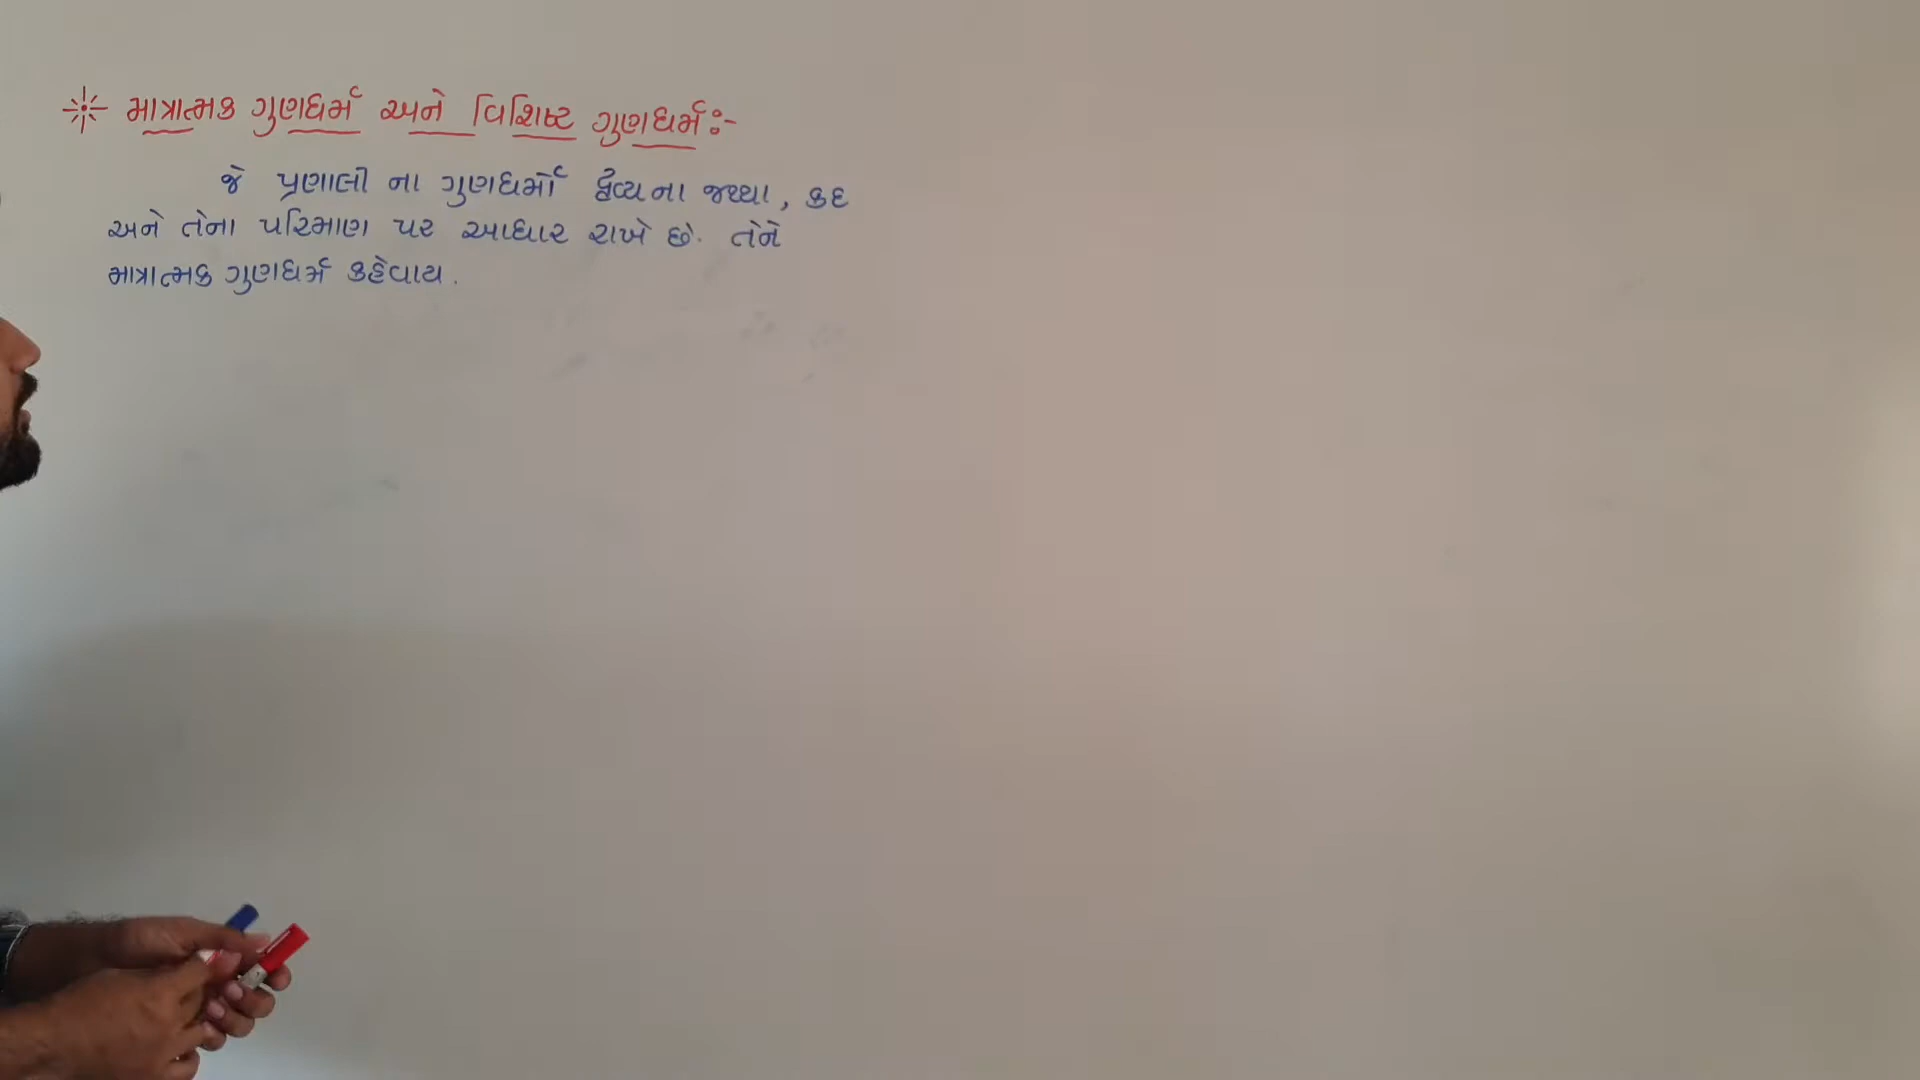 માત્રાત્મક ગુણધર્મ અને વિશિષ્ટ ગુણધર્મ :-
જે પ્રણાલી ના ગુણધર્મો દ્રવ્યના જથ્થા, કદ
અને તેના પરિમાણ પર આધાર રાખે છે. તેને
માત્રાત્મક ગુણધર્મ કહેવાય.